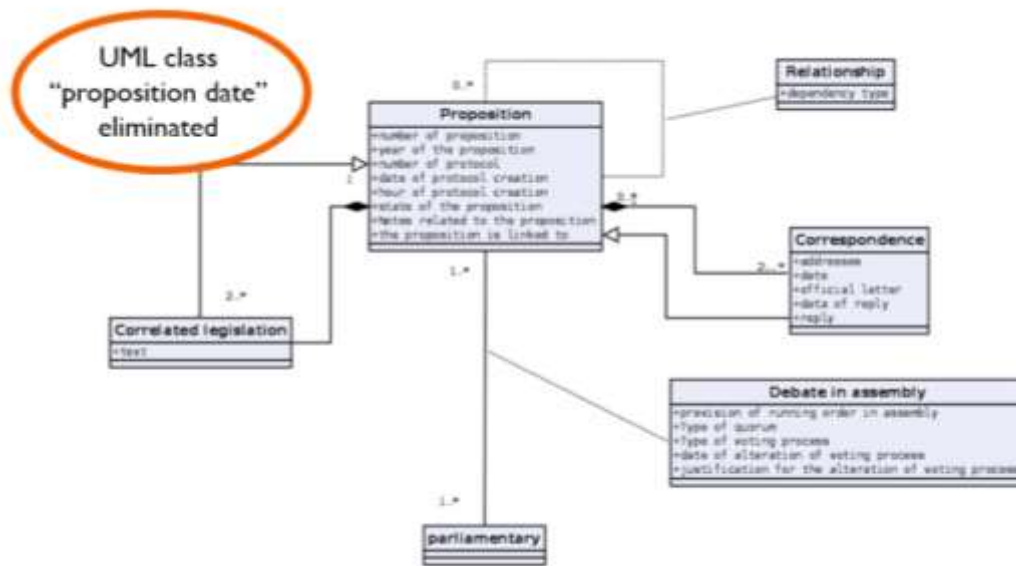 UML class
“proposition date”
eliminated
Relationship
+dependency type
0..*
Proposition
+number of proposition
+year of the proposition
+number of protocol
+date of protocol creation
+hour of protocol creation
+state of the proposition
+Notes related to the proposition
+the proposition is linked to
1
0..*
Correspondence
+addressee
+date
+official letter
+data of reply
+reply
2..*
1..*
2..*
Correlated legislation
+text
Debate in assembly
+prevision of running order in assembly
+Type of quorum
+Type of voting process
+date of alteration of voting process
+justification for the alteration of voting process
1..*
parliamentary